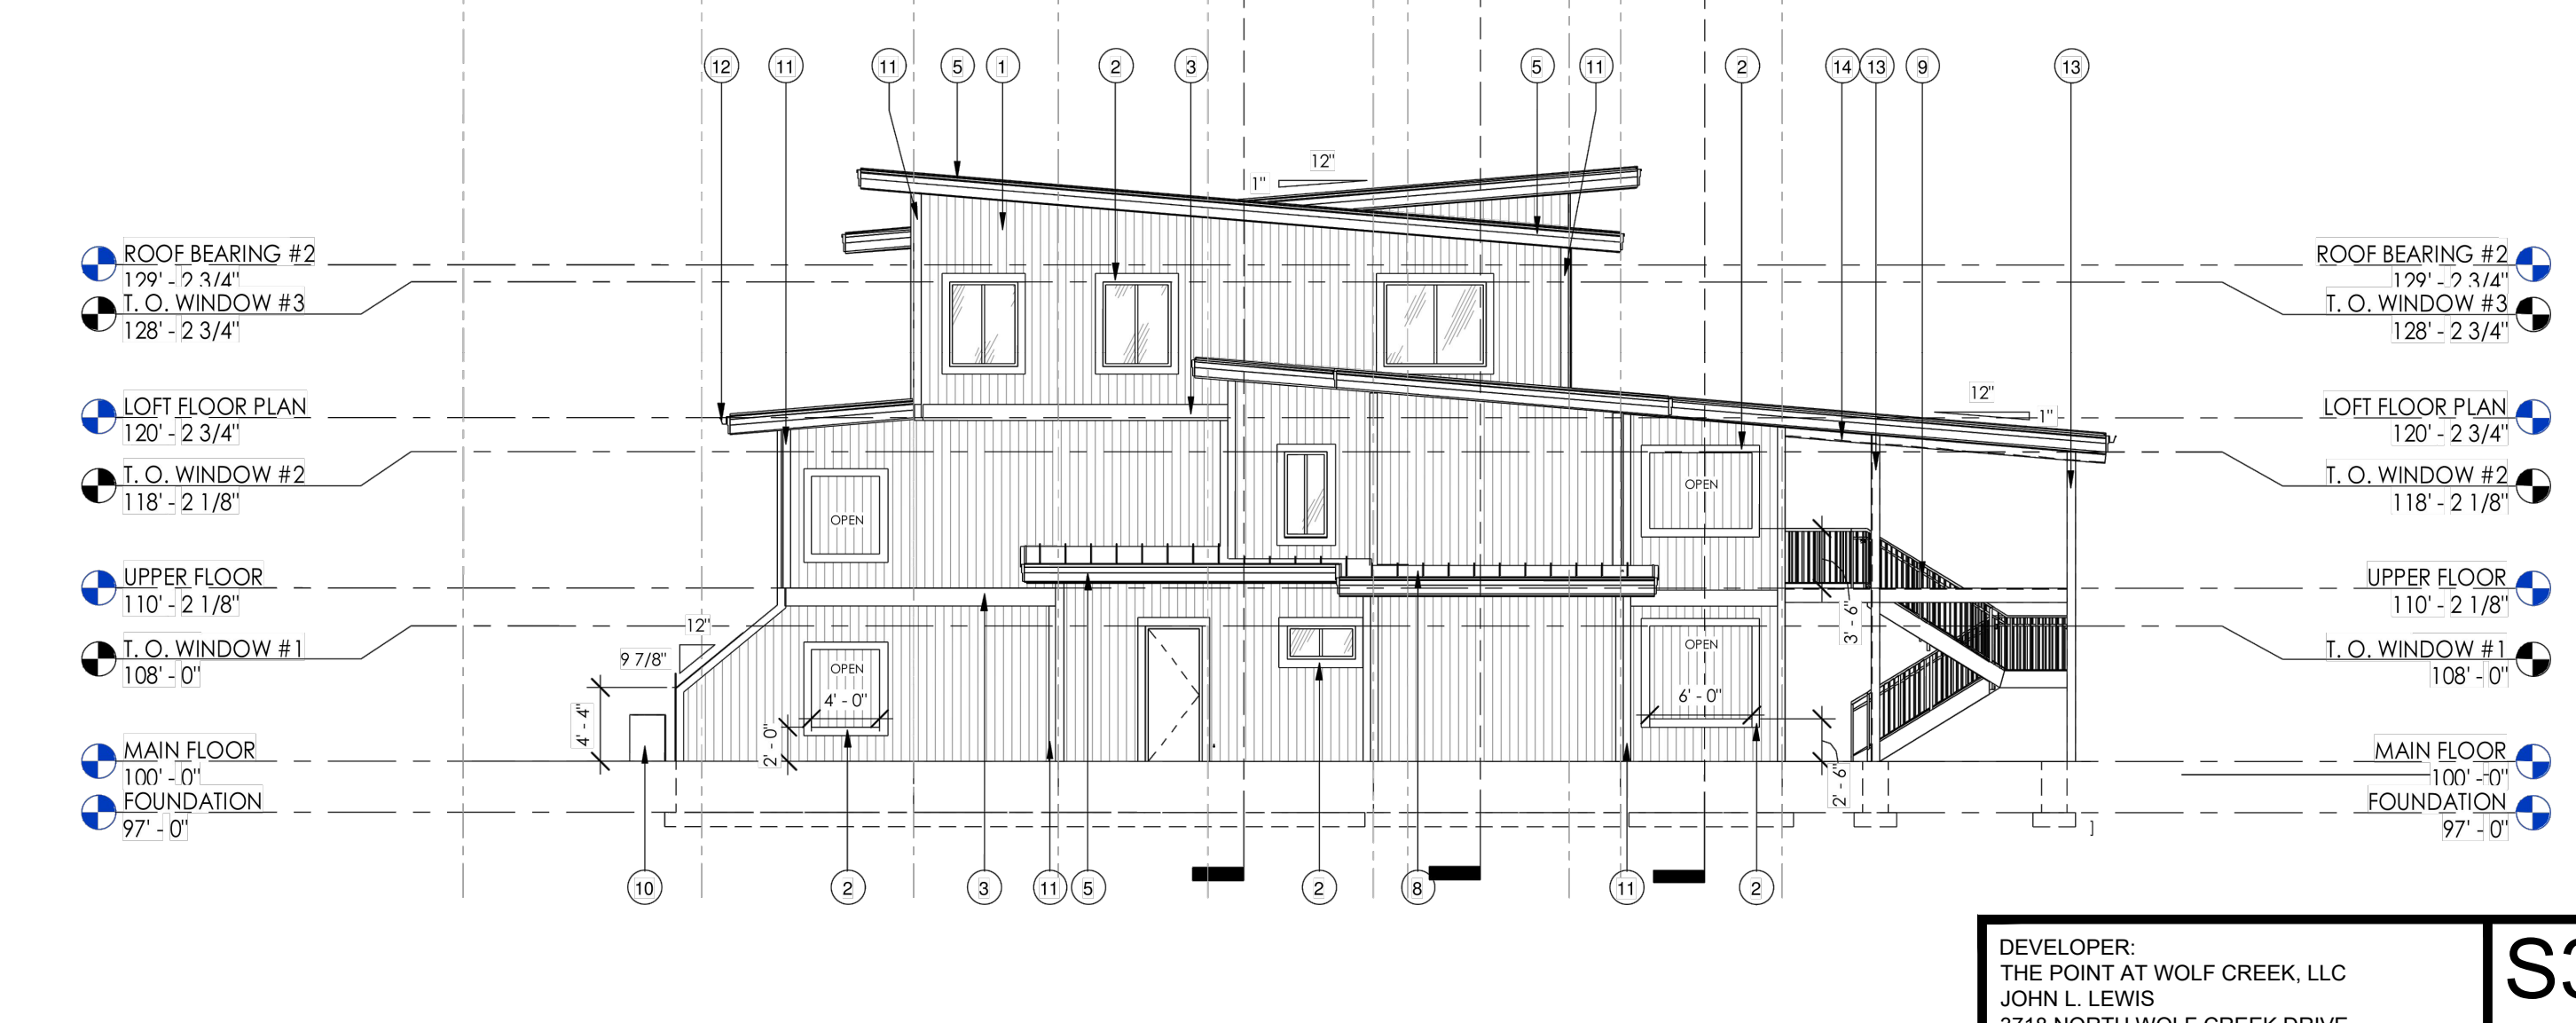 12 11 11 5 1 2 3 5 11 2 14 13 9 13
12"
1"
ROOF BEARING #2
129' - 2 3/4"
T. O. WINDOW #3
128' - 2 3/4"
LOFT FLOOR PLAN
120' - 2 3/4"
T. O. WINDOW #2
118' - 2 1/8"
UPPER FLOOR
110' - 2 1/8"
T. O. WINDOW #1
108' - 0"
MAIN FLOOR
100' - 0"
FOUNDATION
97' - 0"
12"
9 7/8"
4' - 4"
2' - 0"
OPEN
OPEN
4' - 0"
OPEN
OPEN
6' - 0"
3' - 6"
2' - 6"
12"
1"
ROOF BEARING #2
129' - 2 3/4"
T. O. WINDOW #3
128' - 2 3/4"
LOFT FLOOR PLAN
120' - 2 3/4"
T. O. WINDOW #2
118' - 2 1/8"
UPPER FLOOR
110' - 2 1/8"
T. O. WINDOW #1
108' - 0"
MAIN FLOOR
100' - 0"
FOUNDATION
97' - 0"
10 2 3 11 5 2 8 11 2
DEVELOPER:
THE POINT AT WOLF CREEK, LLC
JOHN L. LEWIS
3718 NORTH WOLF CREEK DRIVE